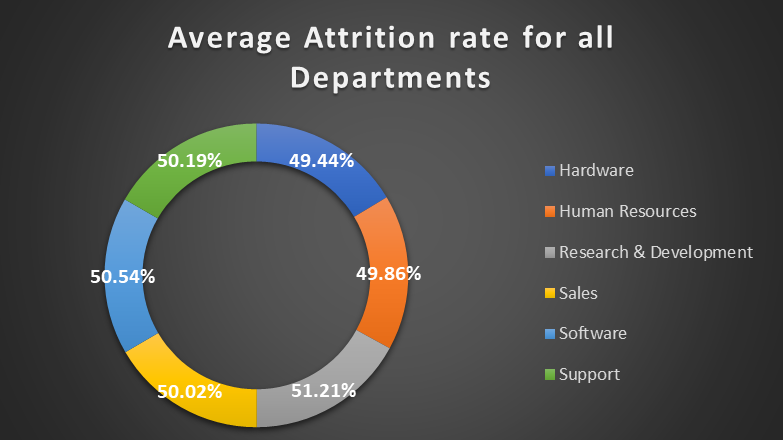 Average Attrition rate for all
Departments
50.19%
49.44%
50.54%
49.86%
50.02%
51.21%
Hardware
Human Resources
Research & Development
Sales
Software
Support